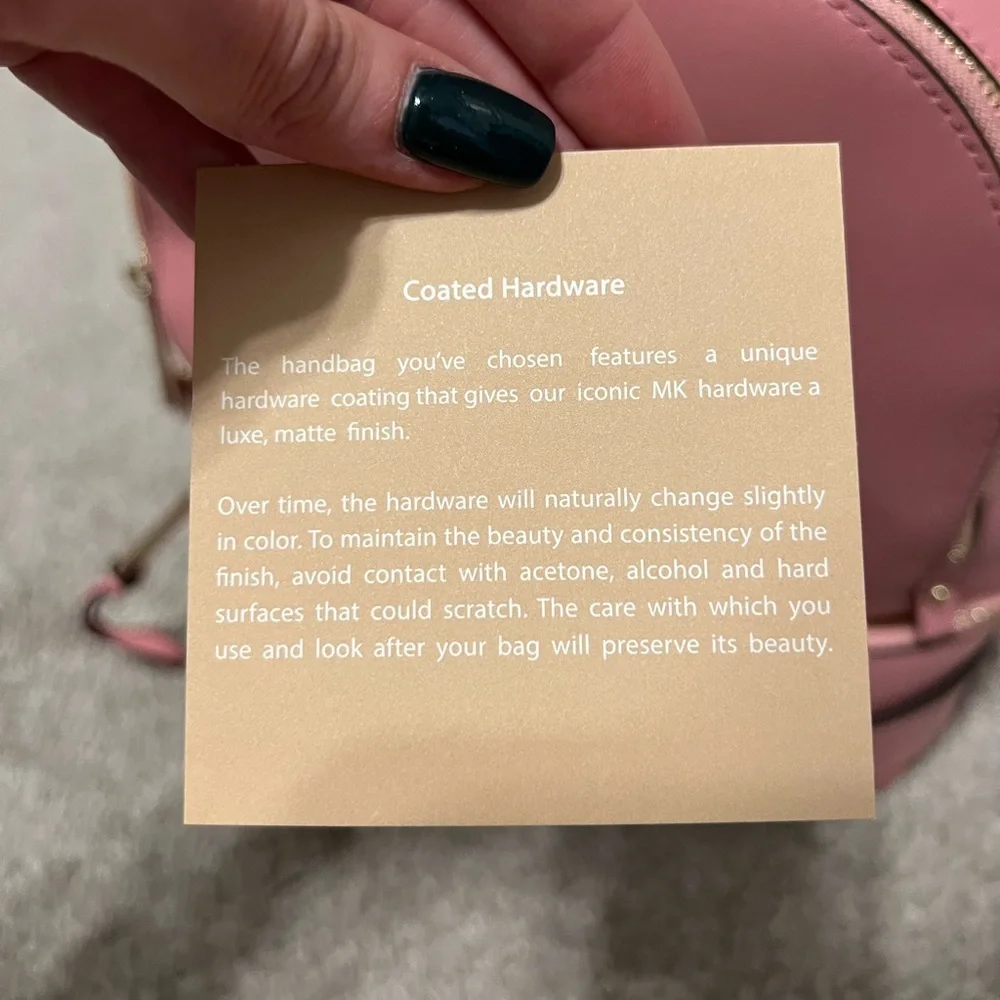 Coated Hardware
The handbag you've chosen features a unique
hardware coating that gives our iconic MK hardware a
luxe, matte finish.
Over time, the hardware will naturally change slightly
in color. To maintain the beauty and consistency of the
finish, avoid contact with acetone, alcohol and hard
surfaces that could scratch. The care with which you
use and look after your bag will preserve its beauty.